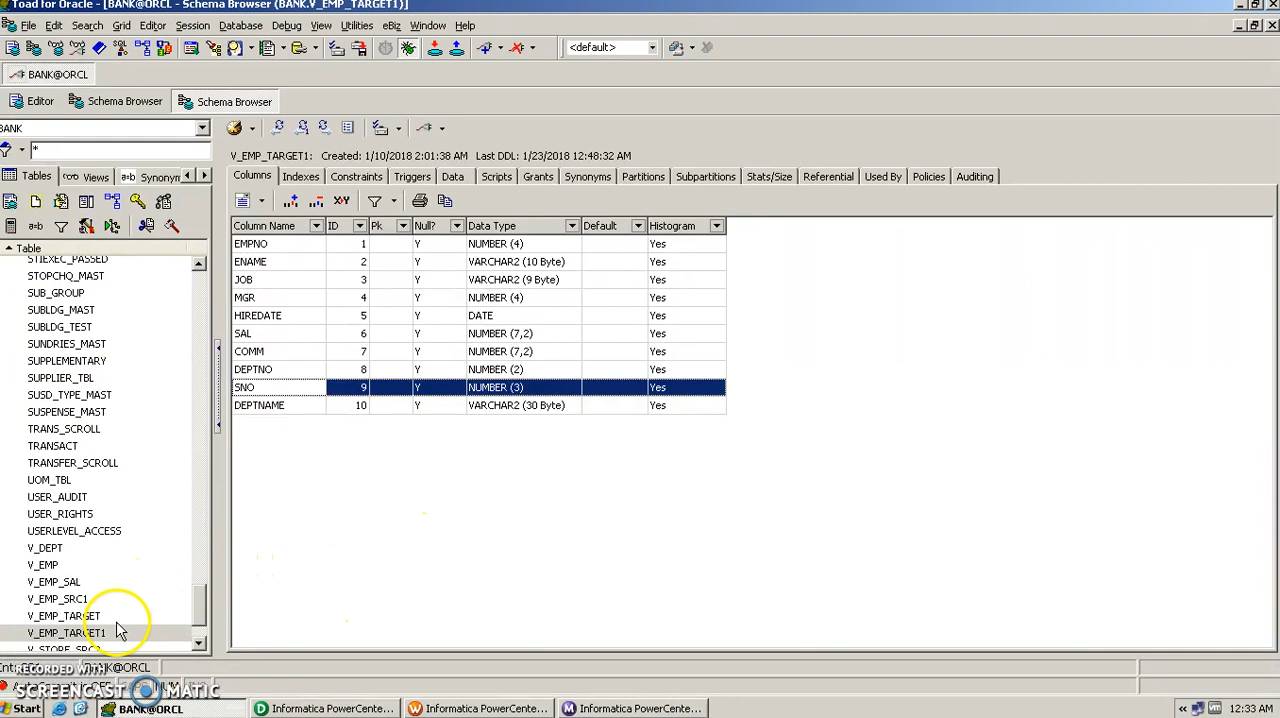 Toad for Oracle - [BANK@ORCL - Schema Browser (BANK.V_EMP_TARGET1)]
File Edit Search Grid Editor Session Database Debug View Utilities eBiz Window Help
<default>
BANK@ORCL
Editor Schema Browser Schema Browser
BANK
*
V_EMP_TARGET1: Created: 1/10/2018 2:01:38 AM Last DDL: 1/23/2018 12:48:32 AM
Tables Views Synonym
Columns Indexes Constraints Triggers Data Scripts Grants Synonyms Partitions Subpartitions Stats/Size Referential Used By Policies Auditing
Table
STIEXEC_PASSED
STOPCHQ_MAST
SUB_GROUP
SUBLDG_MAST
SUBLDG_TEST
SUNDRIES_MAST
SUPPLEMENTARY
SUPPLIER_TBL
SUSD_TYPE_MAST
SUSPENSE_MAST
TRANS_SCROLL
TRANSACT
TRANSFER_SCROLL
UOM_TBL
USER_AUDIT
USER_RIGHTS
USERLEVEL_ACCESS
V_DEPT
V_EMP
V_EMP_SAL
V_EMP_SRC1
V_EMP_TARGET
V_EMP_TARGET1
Column Name ID Pk Null? Data Type Default Histogram
EMPNO 1 Y NUMBER (4) Yes
ENAME 2 Y VARCHAR2 (10 Byte) Yes
JOB 3 Y VARCHAR2 (9 Byte) Yes
MGR 4 Y NUMBER (4) Yes
HIREDATE 5 Y DATE Yes
SAL 6 Y NUMBER (7,2) Yes
COMM 7 Y NUMBER (7,2) Yes
DEPTNO 8 Y NUMBER (2) Yes
SNO 9 Y NUMBER (3) Yes
DEPTNAME 10 Y VARCHAR2 (30 Byte) Yes
BANK@ORCL
RECORDED WITH
SCREENCAST MATIC
NUM
Start BANK@ORCL Informatica PowerCente... Informatica PowerCente... Informatica PowerCente... 12:33 AM